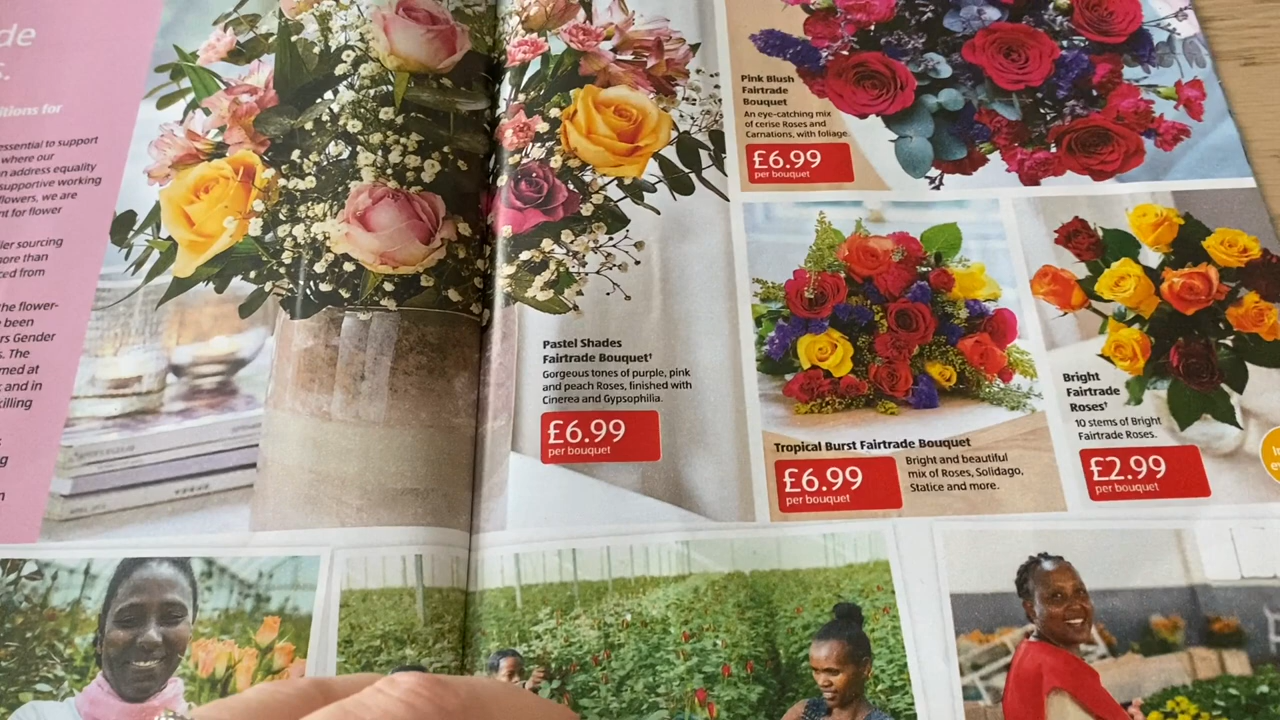 de
s.
itions for
essential to support
where our
n address equality
supportive working
flowers, we are
nt for flower
ler sourcing
more than
ced from
the flower-
been
rs Gender
s. The
med at
and in
killing
Pastel Shades
Fairtrade Bouquet†
Gorgeous tones of purple, pink
and peach Roses, finished with
Cinerea and Gypsophilia.
£6.99
per bouquet
Pink Blush
Fairtrade
Bouquet
An eye-catching mix
of cerise Roses and
Carnations, with foliage.
£6.99
per bouquet
Tropical Burst Fairtrade Bouquet
£6.99
per bouquet
Bright and beautiful
mix of Roses, Solidago,
Statice and more.
Bright
Fairtrade
Roses†
10 stems of Bright
Fairtrade Roses.
£2.99
per bouquet